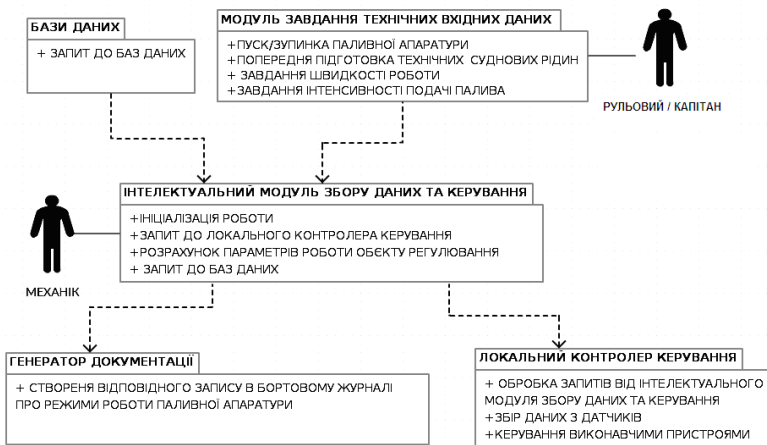 БАЗИ ДАНИХ
+ ЗАПИТ ДО БАЗ ДАНИХ
МОДУЛЬ ЗАВДАННЯ ТЕХНІЧНИХ ВХІДНИХ ДАНИХ
+ПУСК/ЗУПИНКА ПАЛИВНОЇ АПАРАТУРИ
+ПОПЕРЕДНЯ ПІДГОТОВКА ТЕХНІЧНИХ СУДНОВИХ РІДИН
+ ЗАВДАННЯ ШВИДКОСТІ РОБОТИ
+ЗАВДАННЯ ІНТЕНСИВНОСТІ ПОДАЧІ ПАЛИВА
РУЛЬОВИЙ / КАПІТАН
ІНТЕЛЕКТУАЛЬНИЙ МОДУЛЬ ЗБОРУ ДАНИХ ТА КЕРУВАННЯ
+ІНІЦІАЛІЗАЦІЯ РОБОТИ
+ЗАПИТ ДО ЛОКАЛЬНОГО КОНТРОЛЕРА КЕРУВАННЯ
+РОЗРАХУНОК ПАРАМЕТРІВ РОБОТИ ОБЄКТУ РЕГУЛЮВАННЯ
+ ЗАПИТ ДО БАЗ ДАНИХ
МЕХАНІК
ГЕНЕРАТОР ДОКУМЕНТАЦІЇ
+ СТВОРЕНЯ ВІДПОВІДНОГО ЗАПИСУ В БОРТОВОМУ ЖУРНАЛІ
ПРО РЕЖИМИ РОБОТИ ПАЛИВНОЇ АПАРАТУРИ
ЛОКАЛЬНИЙ КОНТРОЛЕР КЕРУВАННЯ
+ ОБРОБКА ЗАПИТІВ ВІД ІНТЕЛЕКТУАЛЬНОГО
МОДУЛЯ ЗБОРУ ДАНИХ ТА КЕРУВАННЯ
+ЗБІР ДАНИХ З ДАТЧИКІВ
+КЕРУВАННЯ ВИКОНАВЧИМИ ПРИСТРОЯМИ